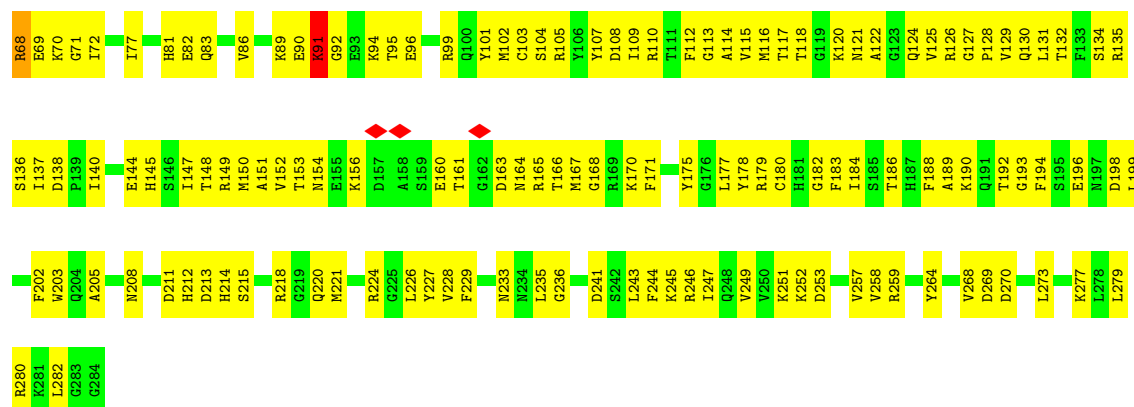 R68 E69 K70 G71 I72 I77 H81 E82 Q83 V86 K89 E90 K91 G92 E93 K94 T95 E96 R99 Q100 Y101 M102 C103 S104 R105 Y106 Y107 D108 I109 R110 T111 F112 G113 A114 V115 M116 T117 T118 G119 K120 N121 A122 G123 Q124 V125 R126 G127 P128 V129 Q130 L131 T132 F133 S134 R135
S136 I137 D138 P139 I140 E144 H145 S146 I147 T148 R149 M150 A151 V152 T153 N154 E155 K156 D157 A158 S159 E160 T161 G162 D163 N164 R165 T166 M167 G168 R169 K170 F171 Y175 G176 L177 Y178 R179 C180 H181 G182 F183 I184 S185 T186 H187 F188 A189 K190 Q191 T192 G193 F194 S195 E196 N197 D198 L199
F202 W203 Q204 A205 N208 D211 H212 D213 H214 S215 R218 G219 Q220 M221 R224 G225 L226 Y227 V228 F229 N233 N234 L235 G236 D241 S242 L243 F244 K245 R246 I247 Q248 V249 V250 K251 K252 D253 V257 V258 R259 Y264 V268 D269 D270 L273 K277 L278 L279
R280 K281 L282 G283 G284